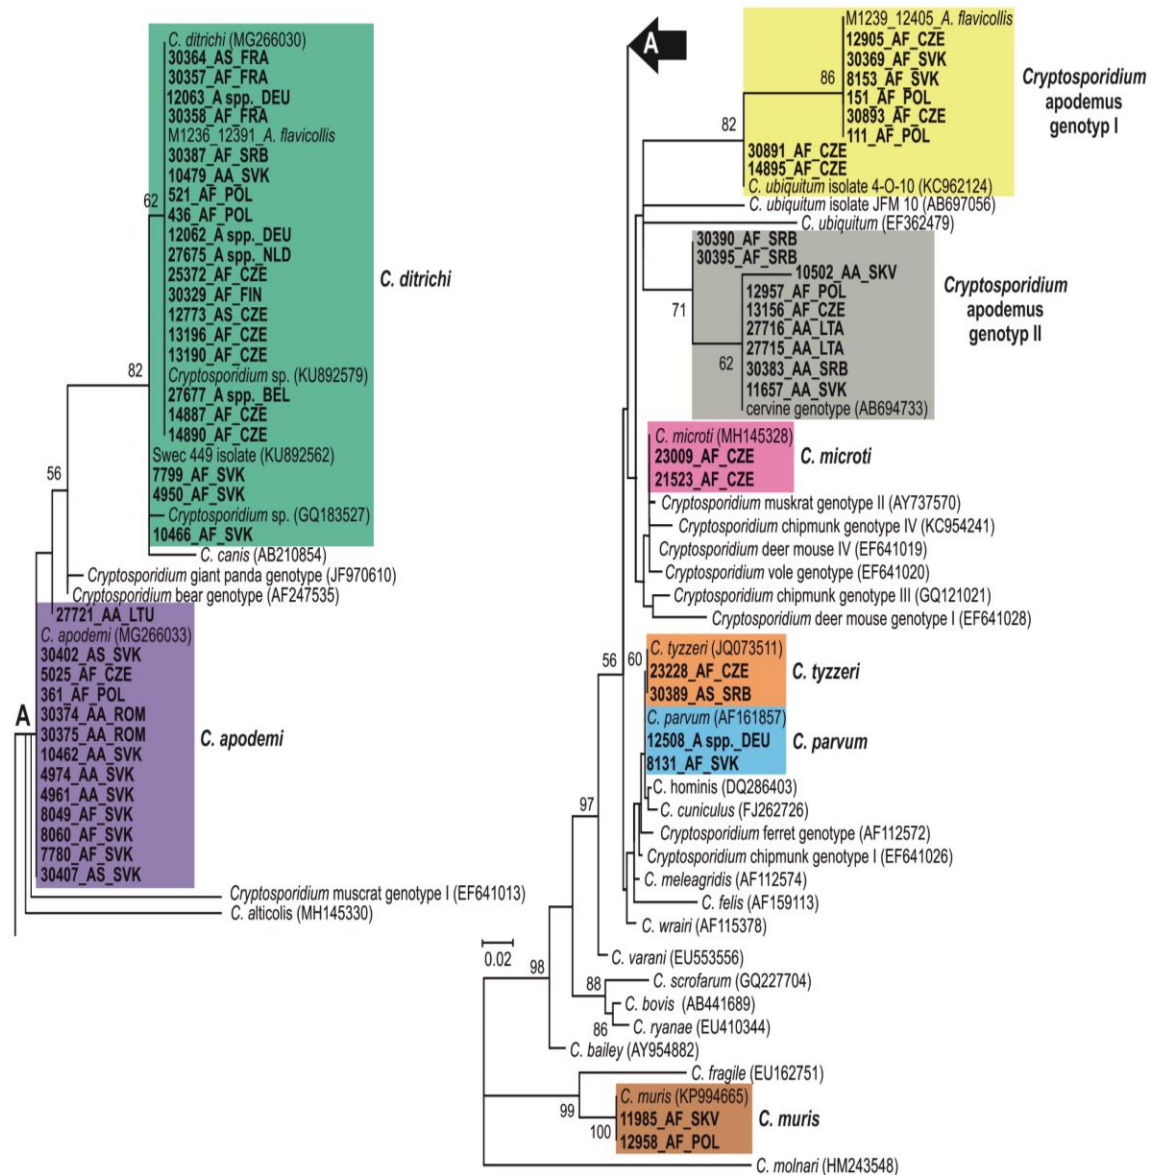 C. ditrichi (MG266030)
30364_AS_FRA
30357_AF_FRA
12063_A spp._DEU
30358_AF_FRA
M1236_12391_A. flavicollis
30387_AF_SRB
10479_AA_SVK
62
521_AF_POL
436_AF_POL
12062_A spp._DEU
27675_A spp._NLD
25372_AF_CZE
30329_AF_FIN
12773_AS_CZE
13196_AF_CZE
13190_AF_CZE
Cryptosporidium sp. (KU892579)
82
27677_A spp._BEL
14887_AF_CZE
14890_AF_CZE
Swec 449 isolate (KU892562)
56
7799_AF_SVK
4950_AF_SVK
Cryptosporidium sp. (GQ183527)
10466_AF_SVK
C. ditrichi
C. canis (AB210854)
Cryptosporidium giant panda genotype (JF970610)
Cryptosporidium bear genotype (AF247535)
27721_AA_LTU
C. apodemi (MG266033)
30402_AS_SVK
5025_AF_CZE
361_AF_POL
A
30374_AA_ROM
30375_AA_ROM
10462_AA_SVK
4974_AA_SVK
4961_AA_SVK
8049_AF_SVK
8060_AF_SVK
7780_AF_SVK
30407_AS_SVK
C. apodemi
Cryptosporidium muscrat genotype I (EF641013)
C. alticolis (MH145330)
A
M1239_12405_A. flavicollis
12905_AF_CZE
30369_AF_SVK
86
8153_AF_SVK
151_AF_POL
30893_AF_CZE
82
111_AF_POL
30891_AF_CZE
14895_AF_CZE
C. ubiquitum isolate 4-O-10 (KC962124)
Cryptosporidium
apodemus
genotyp I
C. ubiquitum isolate JFM 10 (AB697056)
C. ubiquitum (EF362479)
30390_AF_SRB
30395_AF_SRB
10502_AA_SKV
12957_AF_POL
71
13156_AF_CZE
27716_AA_LTA
27715_AA_LTA
62
30383_AA_SRB
11657_AA_SVK
cervine genotype (AB694733)
Cryptosporidium
apodemus
genotyp II
C. microti (MH145328)
23009_AF_CZE
21523_AF_CZE
C. microti
Cryptosporidium muskrat genotype II (AY737570)
Cryptosporidium chipmunk genotype IV (KC954241)
Cryptosporidium deer mouse IV (EF641019)
Cryptosporidium vole genotype (EF641020)
Cryptosporidium chipmunk genotype III (GQ121021)
Cryptosporidium deer mouse genotype I (EF641028)
56
60
C. tyzzeri (JQ073511)
23228_AF_CZE
30389_AS_SRB
C. tyzzeri
C. parvum (AF161857)
12508_A spp._DEU
8131_AF_SVK
C. parvum
97
C. hominis (DQ286403)
C. cuniculus (FJ262726)
Cryptosporidium ferret genotype (AF112572)
Cryptosporidium chipmunk genotype I (EF641026)
C. meleagridis (AF112574)
C. felis (AF159113)
C. wrairi (AF115378)
0.02
98
C. varani (EU553556)
88
C. scrofarum (GQ227704)
C. bovis (AB441689)
86
C. ryanae (EU410344)
C. bailey (AY954882)
C. fragile (EU162751)
99
C. muris (KP994665)
100
11985_AF_SKV
12958_AF_POL
C. muris
C. molnari (HM243548)